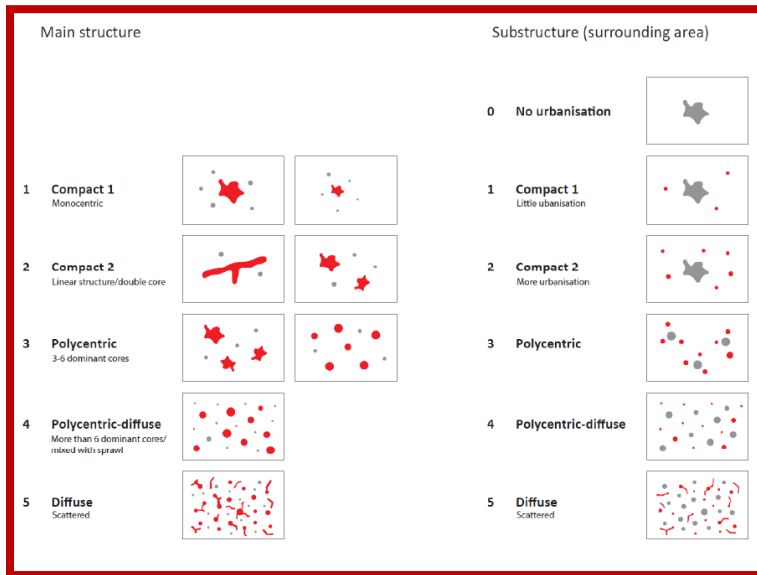 Main structure
1 Compact 1
Monocentric
2 Compact 2
Linear structure/double core
3 Polycentric
3-6 dominant cores
4 Polycentric-diffuse
More than 6 dominant cores/
mixed with sprawl
5 Diffuse
Scattered
Substructure (surrounding area)
0 No urbanisation
1 Compact 1
Little ubanisation
2 Compact 2
More urbanisation
3 Polycentric
4 Polycentric-diffuse
5 Diffuse
Scattered